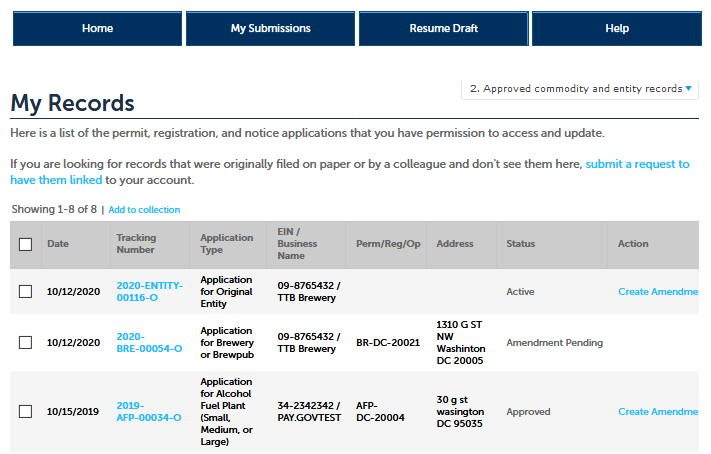 Home My Submissions Resume Draft Help
2. Approved commodity and entity records
My Records
Here is a list of the permit, registration, and notice applications that you have permission to access and update.
If you are looking for records that were originally filed on paper or by a colleague and don't see them here, submit a request to
have them linked to your account.
Showing 1-8 of 8 | Add to collection
Date
Tracking
Number
Application
Type
EIN /
Business
Name
Perm/Reg/Op
Address
Status
Action
10/12/2020
2020-ENTITY-
00116-O
Application
for Original
Entity
09-8765432 /
TTB Brewery
Active
Create Amendme
10/12/2020
2020-
BRE-00054-O
Application
for Brewery
or Brewpub
09-8765432 /
TTB Brewery
BR-DC-20021
1310 G ST
NW
Washinton
DC 20005
Amendment Pending
10/15/2019
2019-
AFP-00034-O
Application
for Alcohol
Fuel Plant
(Small,
Medium, or
Large)
34-2342342 /
PAY.GOVTEST
AFP-
DC-20004
30 g st
wasington
DC 95035
Approved
Create Amendme